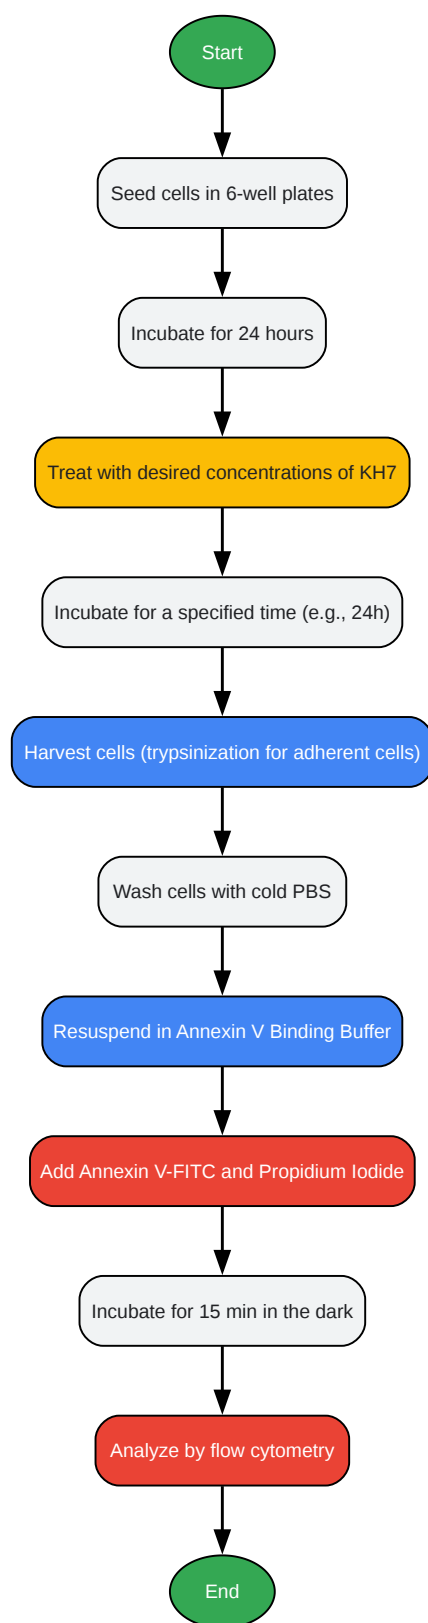 Start
Seed cells in 6-well plates
Incubate for 24 hours
Treat with desired concentrations of KH7
Incubate for a specified time (e.g., 24h)
Harvest cells (trypsinization for adherent cells)
Wash cells with cold PBS
Resuspend in Annexin V Binding Buffer
Add Annexin V-FITC and Propidium Iodide
Incubate for 15 min in the dark
Analyze by flow cytometry
End